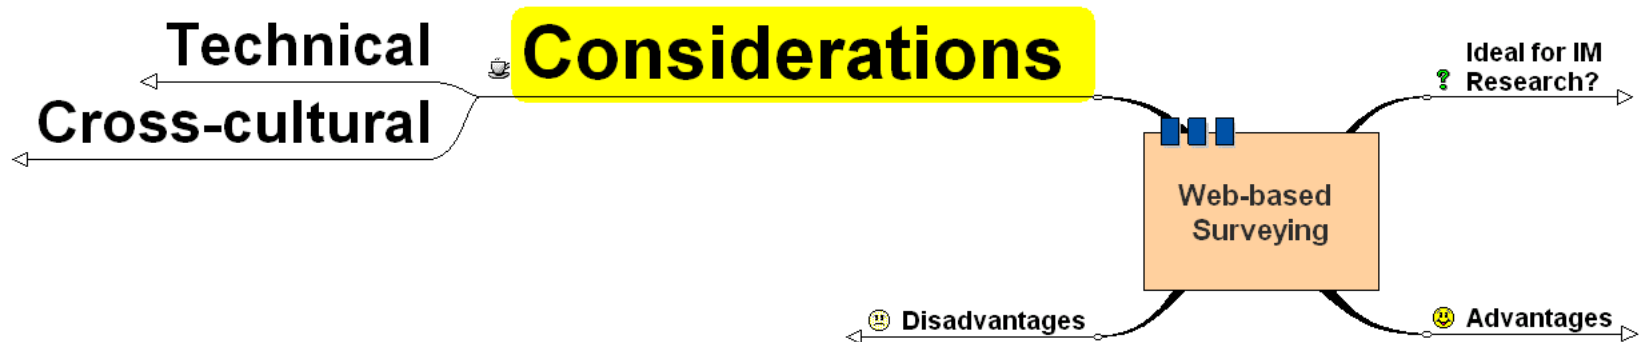 Technical
Considerations
Cross-cultural
Ideal for IM
Research?
Web-based
Surveying
Disadvantages
Advantages